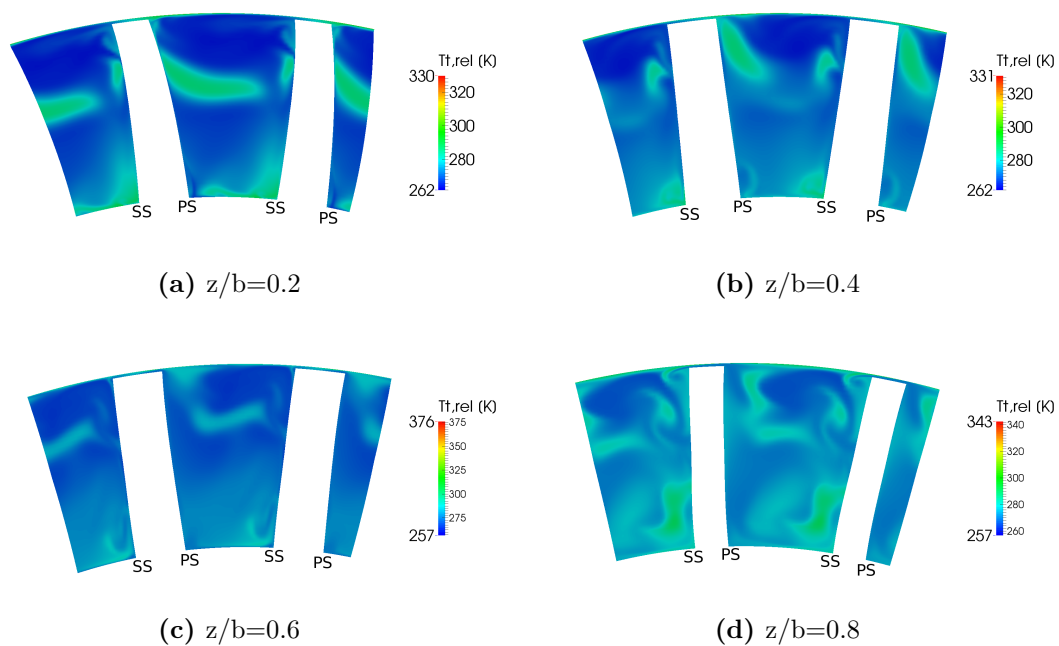 Tt,rel (K)
330
320
300
280
262
SS PS SS PS
(a) z/b=0.2
Tt,rel (K)
331
320
300
280
262
SS PS SS PS
(b) z/b=0.4
Tt,rel (K)
376
375
350
325
300
275
257
SS PS SS PS
(c) z/b=0.6
Tt,rel (K)
343
340
320
300
280
260
257
SS PS SS PS
(d) z/b=0.8